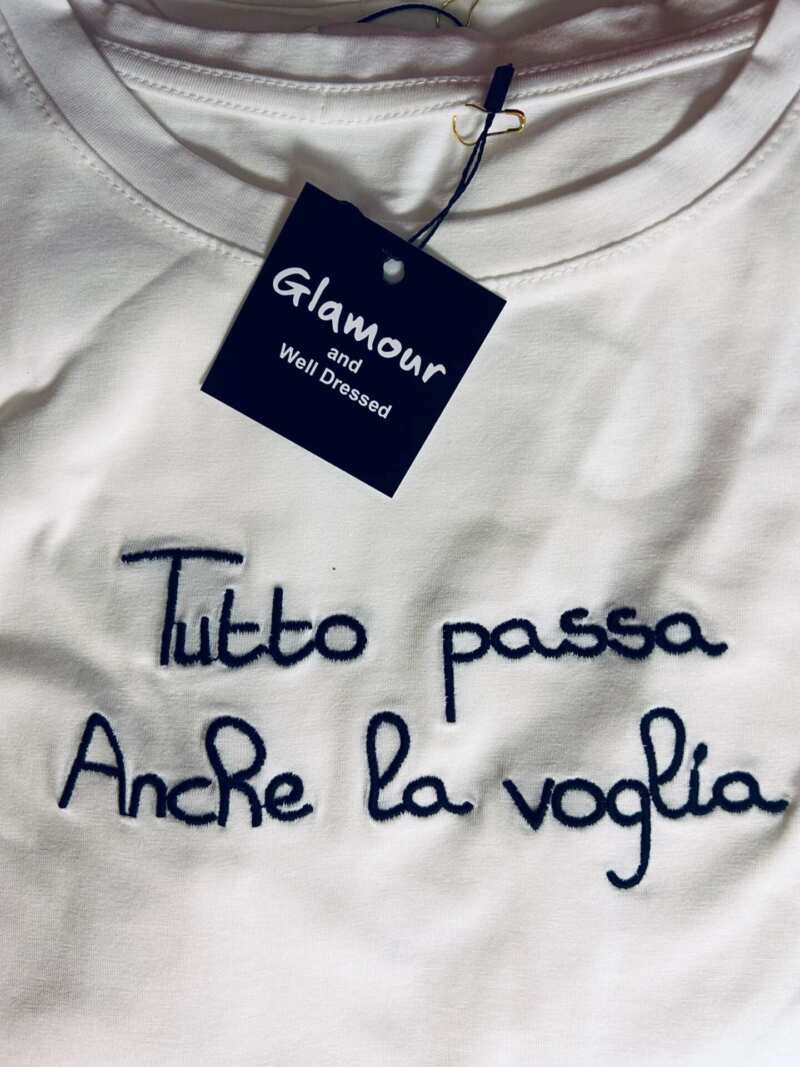 Glamour
and
Well Dressed
Tutto passa
Anche la voglia